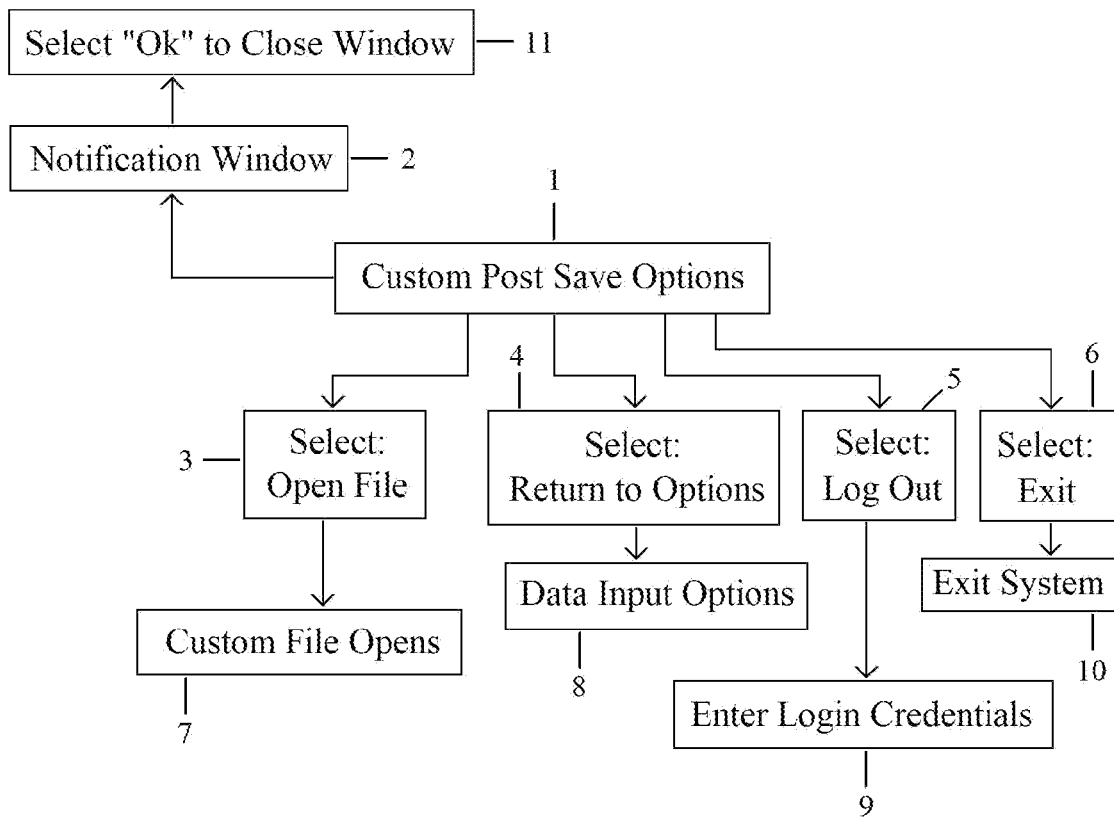 Select "Ok" to Close Window
11
Notification Window
2
1
Custom Post Save Options
4
5
6
3
Select:
Open File
Select:
Return to Options
Select:
Log Out
Select:
Exit
Data Input Options
8
Exit System
10
Custom File Opens
7
Enter Login Credentials
9